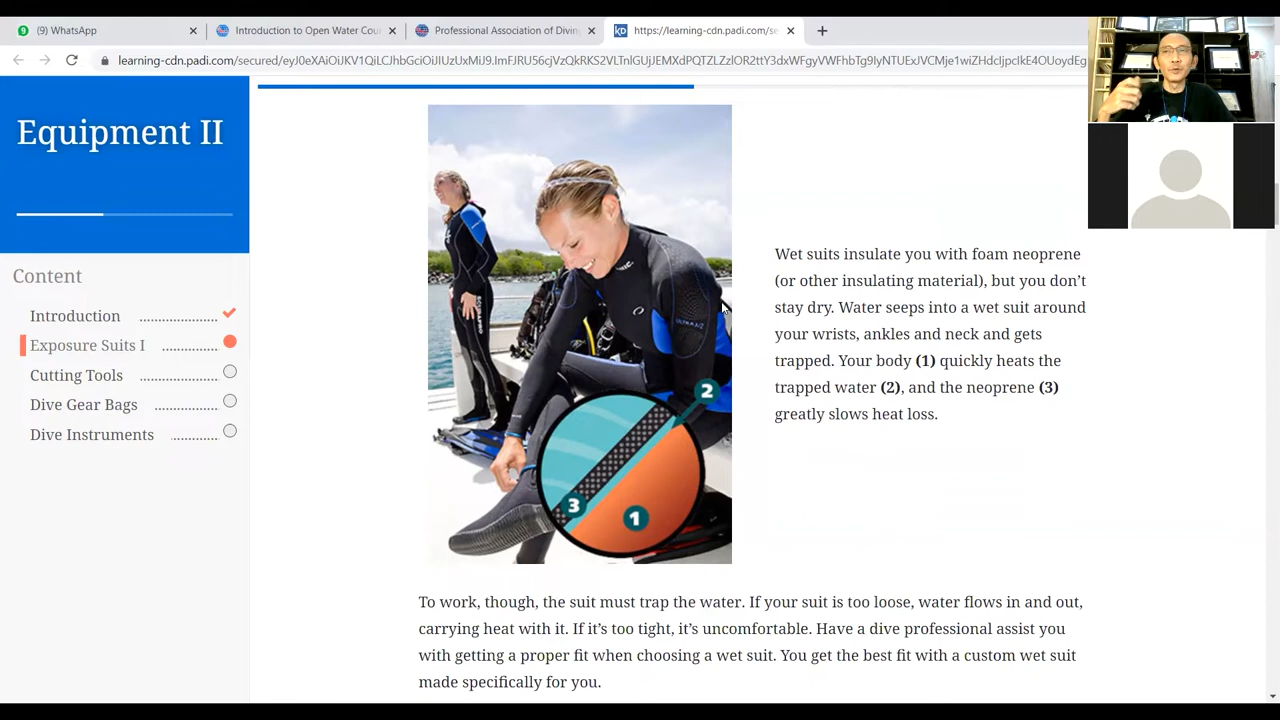 (9) WhatsApp
Introduction to Open Water Cou
Professional Association of Diving
https://learning-cdn.padi.com/se
Equipment II
Content
Introduction
Exposure Suits I
Cutting Tools
Dive Gear Bags
Dive Instruments
2
3
1
Wet suits insulate you with foam neoprene
(or other insulating material), but you don't
stay dry. Water seeps into a wet suit around
your wrists, ankles and neck and gets
trapped. Your body (1) quickly heats the
trapped water (2), and the neoprene (3)
greatly slows heat loss.
To work, though, the suit must trap the water. If your suit is too loose, water flows in and out,
carrying heat with it. If it's too tight, it's uncomfortable. Have a dive professional assist you
with getting a proper fit when choosing a wet suit. You get the best fit with a custom wet suit
made specifically for you.